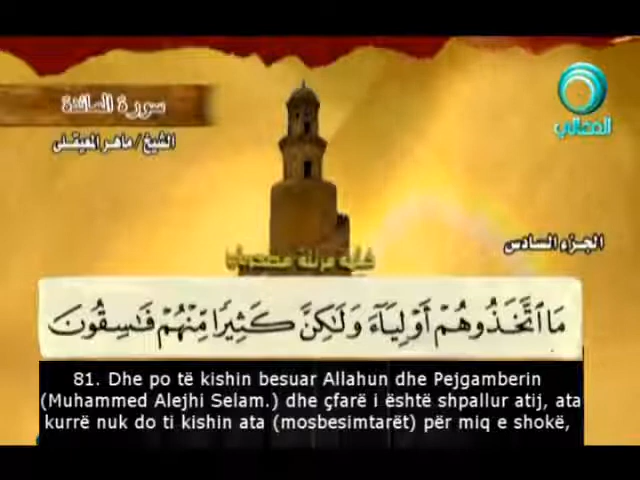 سورة المائدة
الشيخ / ماهر المعيقلي
المعالي
الجزء السادس
مَا ٱتَّخَذُوهُمْ أَوْلِيَآءَ وَلَٰكِنَّ كَثِيرًا مِّنْهُمْ فَٰسِقُونَ
81. Dhe po të kishin besuar Allahun dhe Pejgamberin
(Muhammed Alejhi Selam.) dhe çfarë i është shpallur atij, ata
kurrë nuk do ti kishin ata (mosbesimtarët) për miq e shokë,